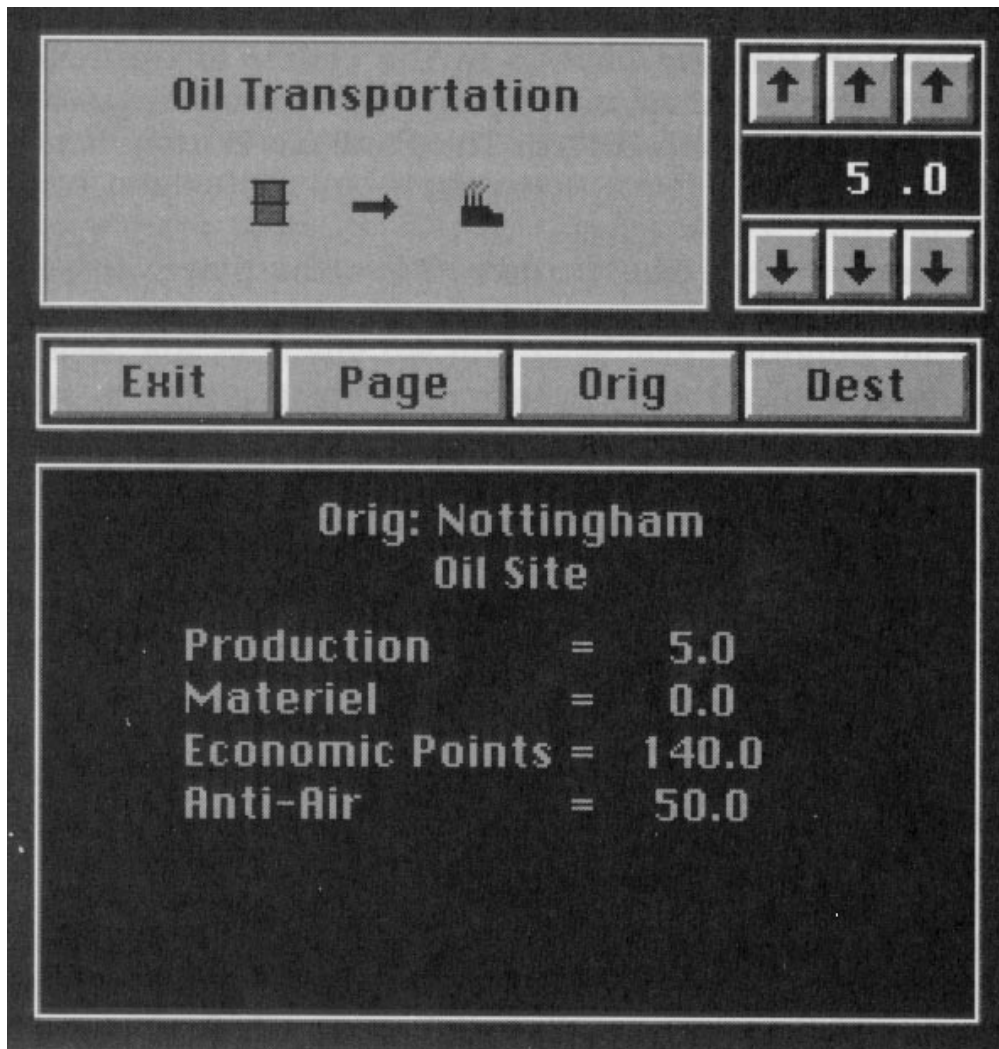 Oil Transportation
5 .0
Exit Page Orig Dest
Orig: Nottingham
Oil Site
Production = 5.0
Materiel = 0.0
Economic Points = 140.0
Anti-Air = 50.0